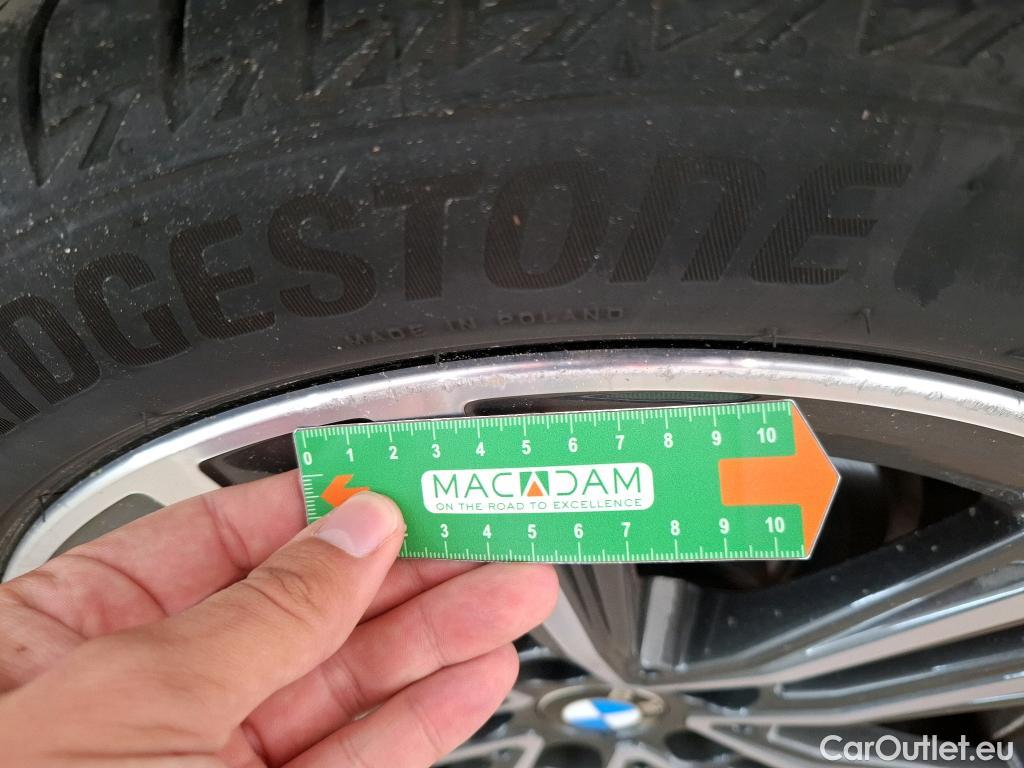 BRIDGESTONE
MADE IN POLAND
0 1 2 3 4 5 6 7 8 9 10
MACADAM
ON THE ROAD TO EXCELLENCE
2 3 4 5 6 7 8 9 10
CarOutlet.eu